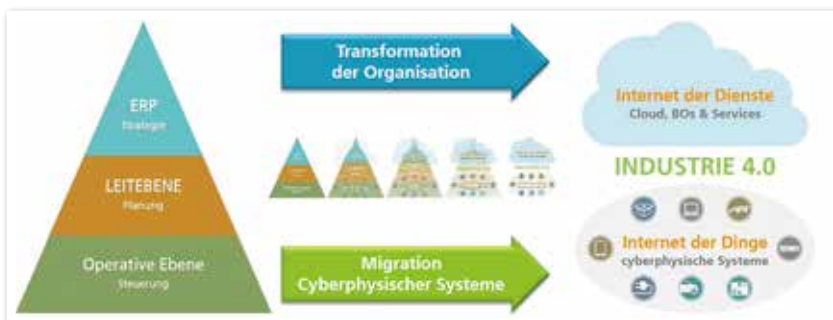 ERP
Strategie
LEITEBENE
Planung
Operative Ebene
Steuerung
Transformation
der Organisation
Migration
Cyberphysischer Systeme
Internet der Dienste
Cloud, BOs & Services
INDUSTRIE 4.0
Internet der Dinge
cyberphysische Systeme